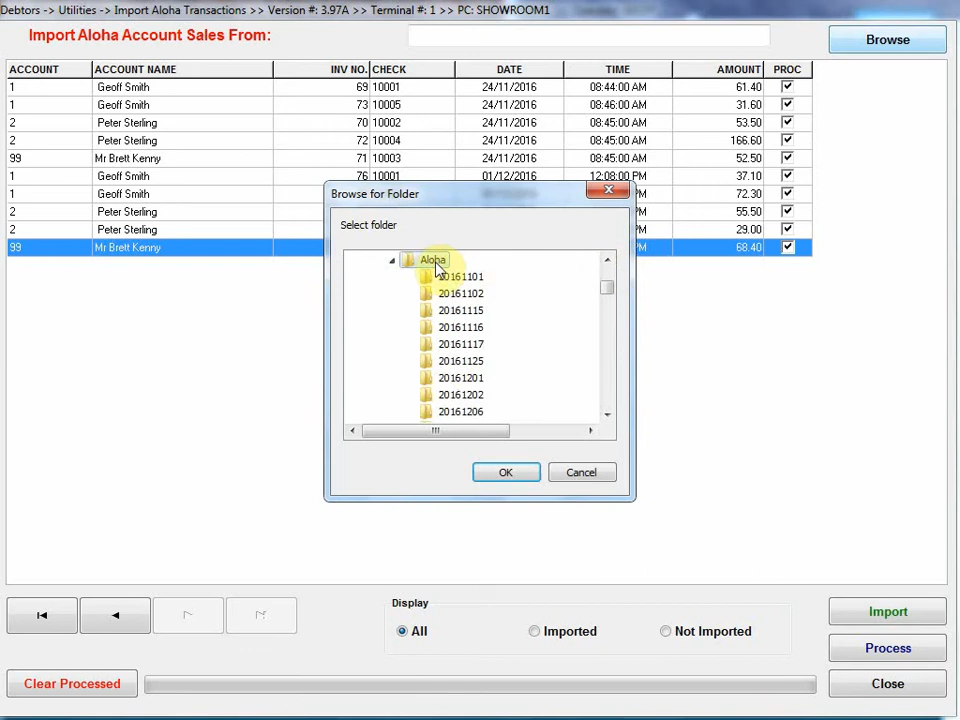 Debtors -> Utilities -> Import Aloha Transactions >> Version #: 3.97A >> Terminal #: 1 >> PC: SHOWROOM1
Import Aloha Account Sales From:
Browse
ACCOUNT ACCOUNT NAME INV NO. CHECK DATE TIME AMOUNT PROC
1 Geoff Smith 69 10001 24/11/2016 08:44:00 AM 61.40
1 Geoff Smith 73 10005 24/11/2016 08:46:00 AM 31.60
2 Peter Sterling 70 10002 24/11/2016 08:45:00 AM 53.50
2 Peter Sterling 72 10004 24/11/2016 08:45:00 AM 166.60
99 Mr Brett Kenny 71 10003 24/11/2016 08:45:00 AM 52.50
1 Geoff Smith 76 10001 01/12/2016 12:08:00 PM 37.10
1 Geoff Smith PM 72.30
2 Peter Sterling PM 55.50
2 Peter Sterling PM 29.00
99 Mr Brett Kenny PM 68.40
Browse for Folder
Select folder
Aloha
20161101
20161102
20161115
20161116
20161117
20161125
20161201
20161202
20161206
OK Cancel
Display
All Imported Not Imported
Import
Process
Clear Processed
Close